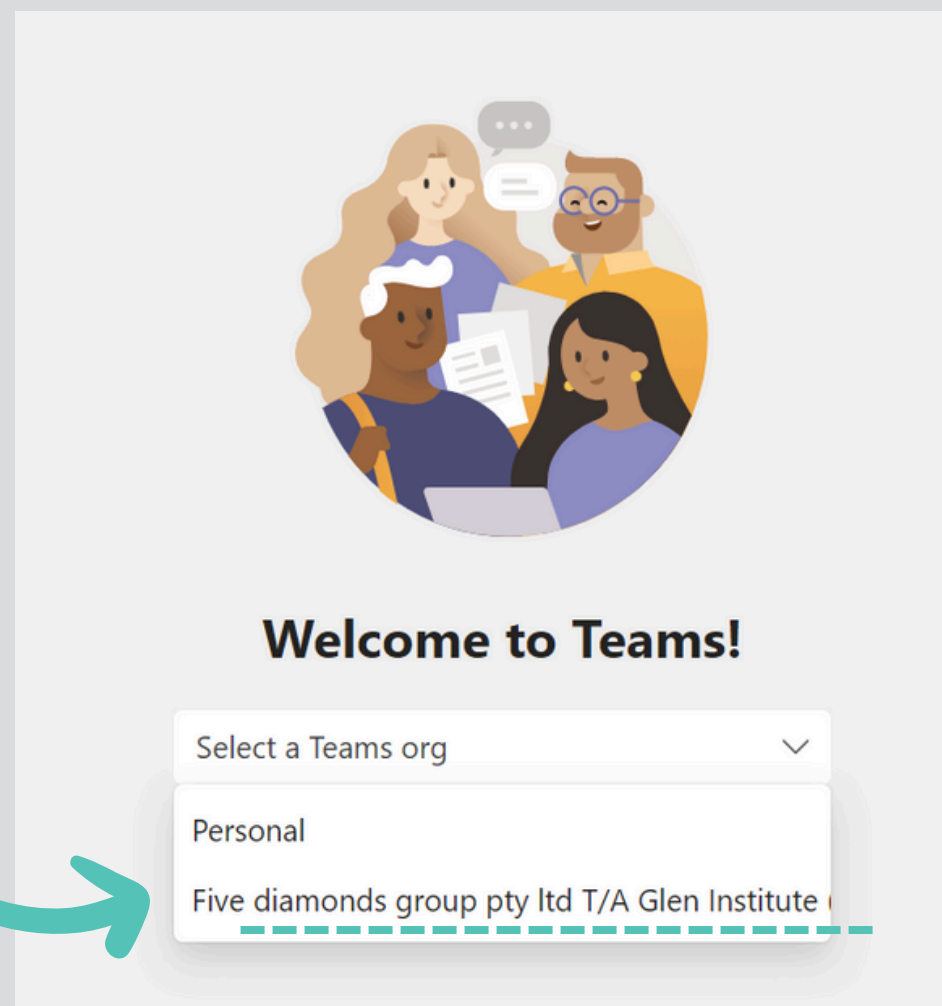 Welcome to Teams!
Select a Teams org
Personal
Five diamonds group pty ltd T/A Glen Institute